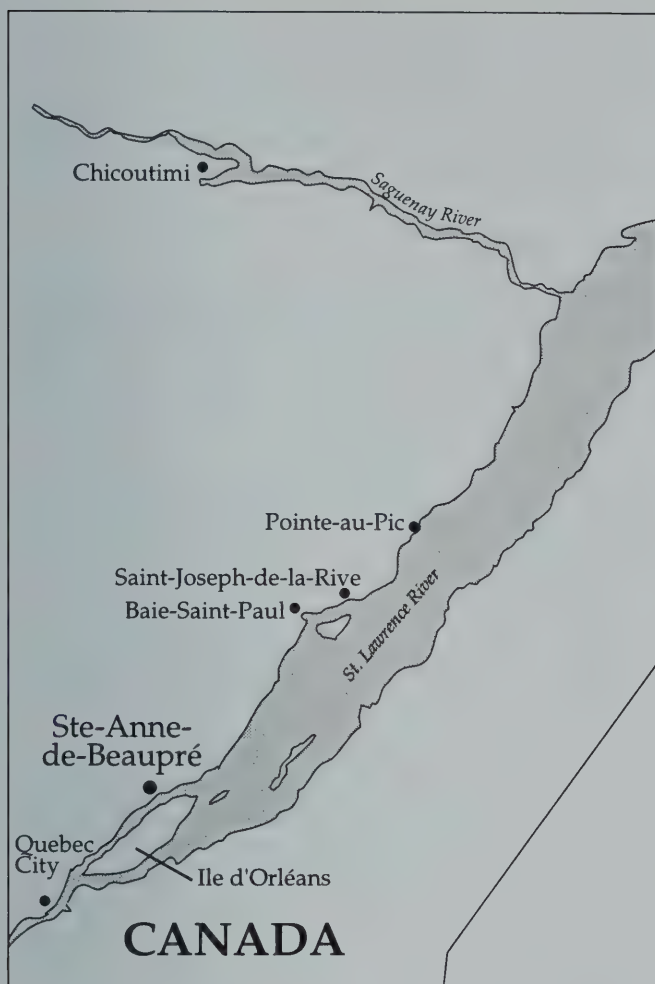 Chicoutimi
Saguenay River
Pointe-au-Pic
Saint-Joseph-de-la-Rive
Baie-Saint-Paul
St. Lawrence River
Ste-Anne-
de-Beaupré
Quebec
City
Ile d'Orléans
CANADA